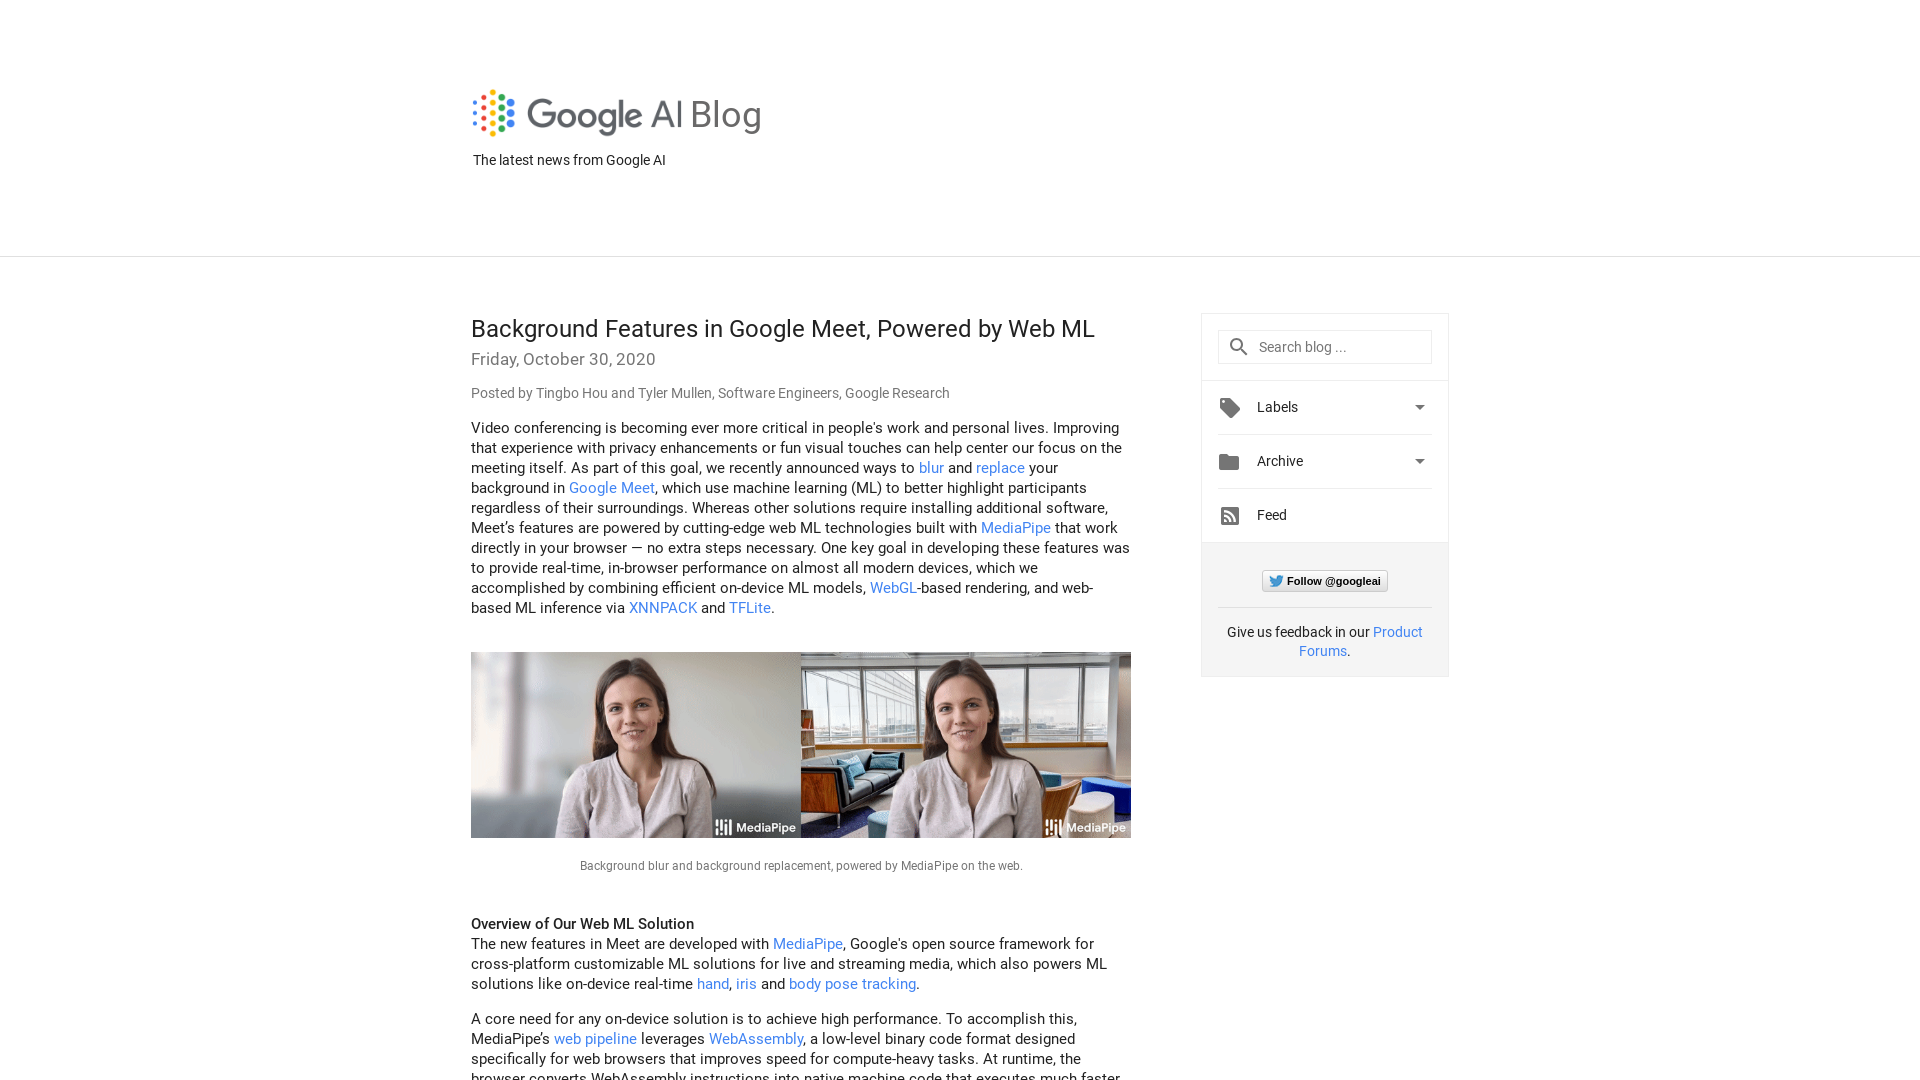 Google AI Blog
The latest news from Google AI
Background Features in Google Meet, Powered by Web ML
Friday, October 30, 2020
Posted by Tingbo Hou and Tyler Mullen, Software Engineers, Google Research
Video conferencing is becoming ever more critical in people's work and personal lives. Improving
that experience with privacy enhancements or fun visual touches can help center our focus on the
meeting itself. As part of this goal, we recently announced ways to blur and replace your
background in Google Meet, which use machine learning (ML) to better highlight participants
regardless of their surroundings. Whereas other solutions require installing additional software,
Meet’s features are powered by cutting-edge web ML technologies built with MediaPipe that work
directly in your browser — no extra steps necessary. One key goal in developing these features was
to provide real-time, in-browser performance on almost all modern devices, which we
accomplished by combining efficient on-device ML models, WebGL-based rendering, and web-
based ML inference via XNNPACK and TFLite.
MediaPipe
MediaPipe
Background blur and background replacement, powered by MediaPipe on the web.
Overview of Our Web ML Solution
The new features in Meet are developed with MediaPipe, Google's open source framework for
cross-platform customizable ML solutions for live and streaming media, which also powers ML
solutions like on-device real-time hand, iris and body pose tracking.
A core need for any on-device solution is to achieve high performance. To accomplish this,
MediaPipe’s web pipeline leverages WebAssembly, a low-level binary code format designed
specifically for web browsers that improves speed for compute-heavy tasks. At runtime, the
browser converts WebAssembly instructions into native machine code that executes much faster
Search blog ...
Labels
Archive
Feed
Follow @googleai
Give us feedback in our Product
Forums.